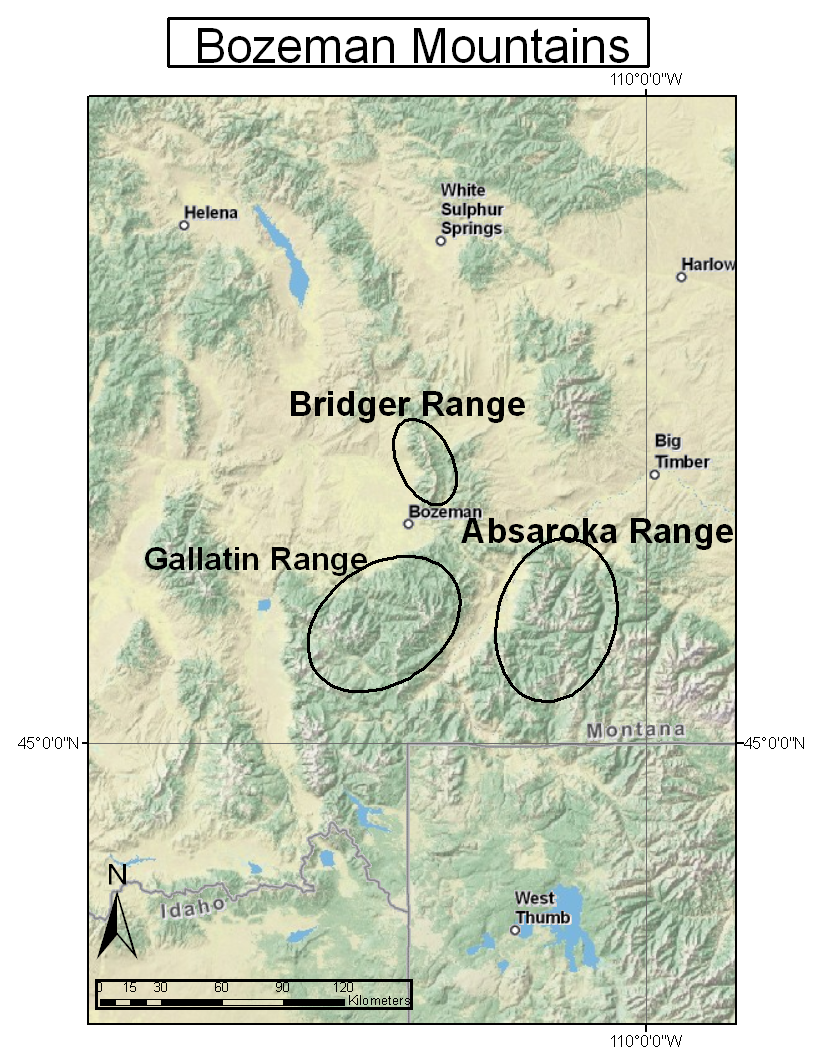 Bozeman Mountains
110°0'0"W
Helena
White
Sulphur
Springs
Harlow
Bridger Range
Big
Timber
Bozeman
Absaroka Range
Gallatin Range
Montana
45°0'0"N
45°0'0"N
N
Idaho
West
Thumb
0 15 30 60 90 120
Kilometers
110°0'0"W